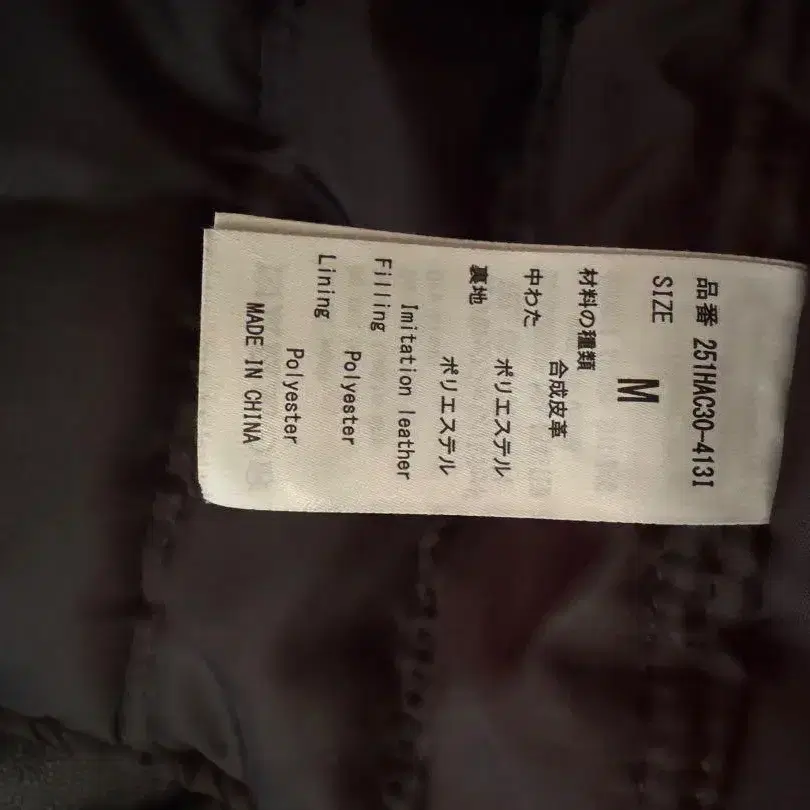 品番 251HAC30-413I
SIZE
M
材料の種類
合成皮革
中わた
ポリエステル
裏地
ポリエステル
Imitation leather
Filling
Polyester
Lining
Polyester
MADE IN CHINA